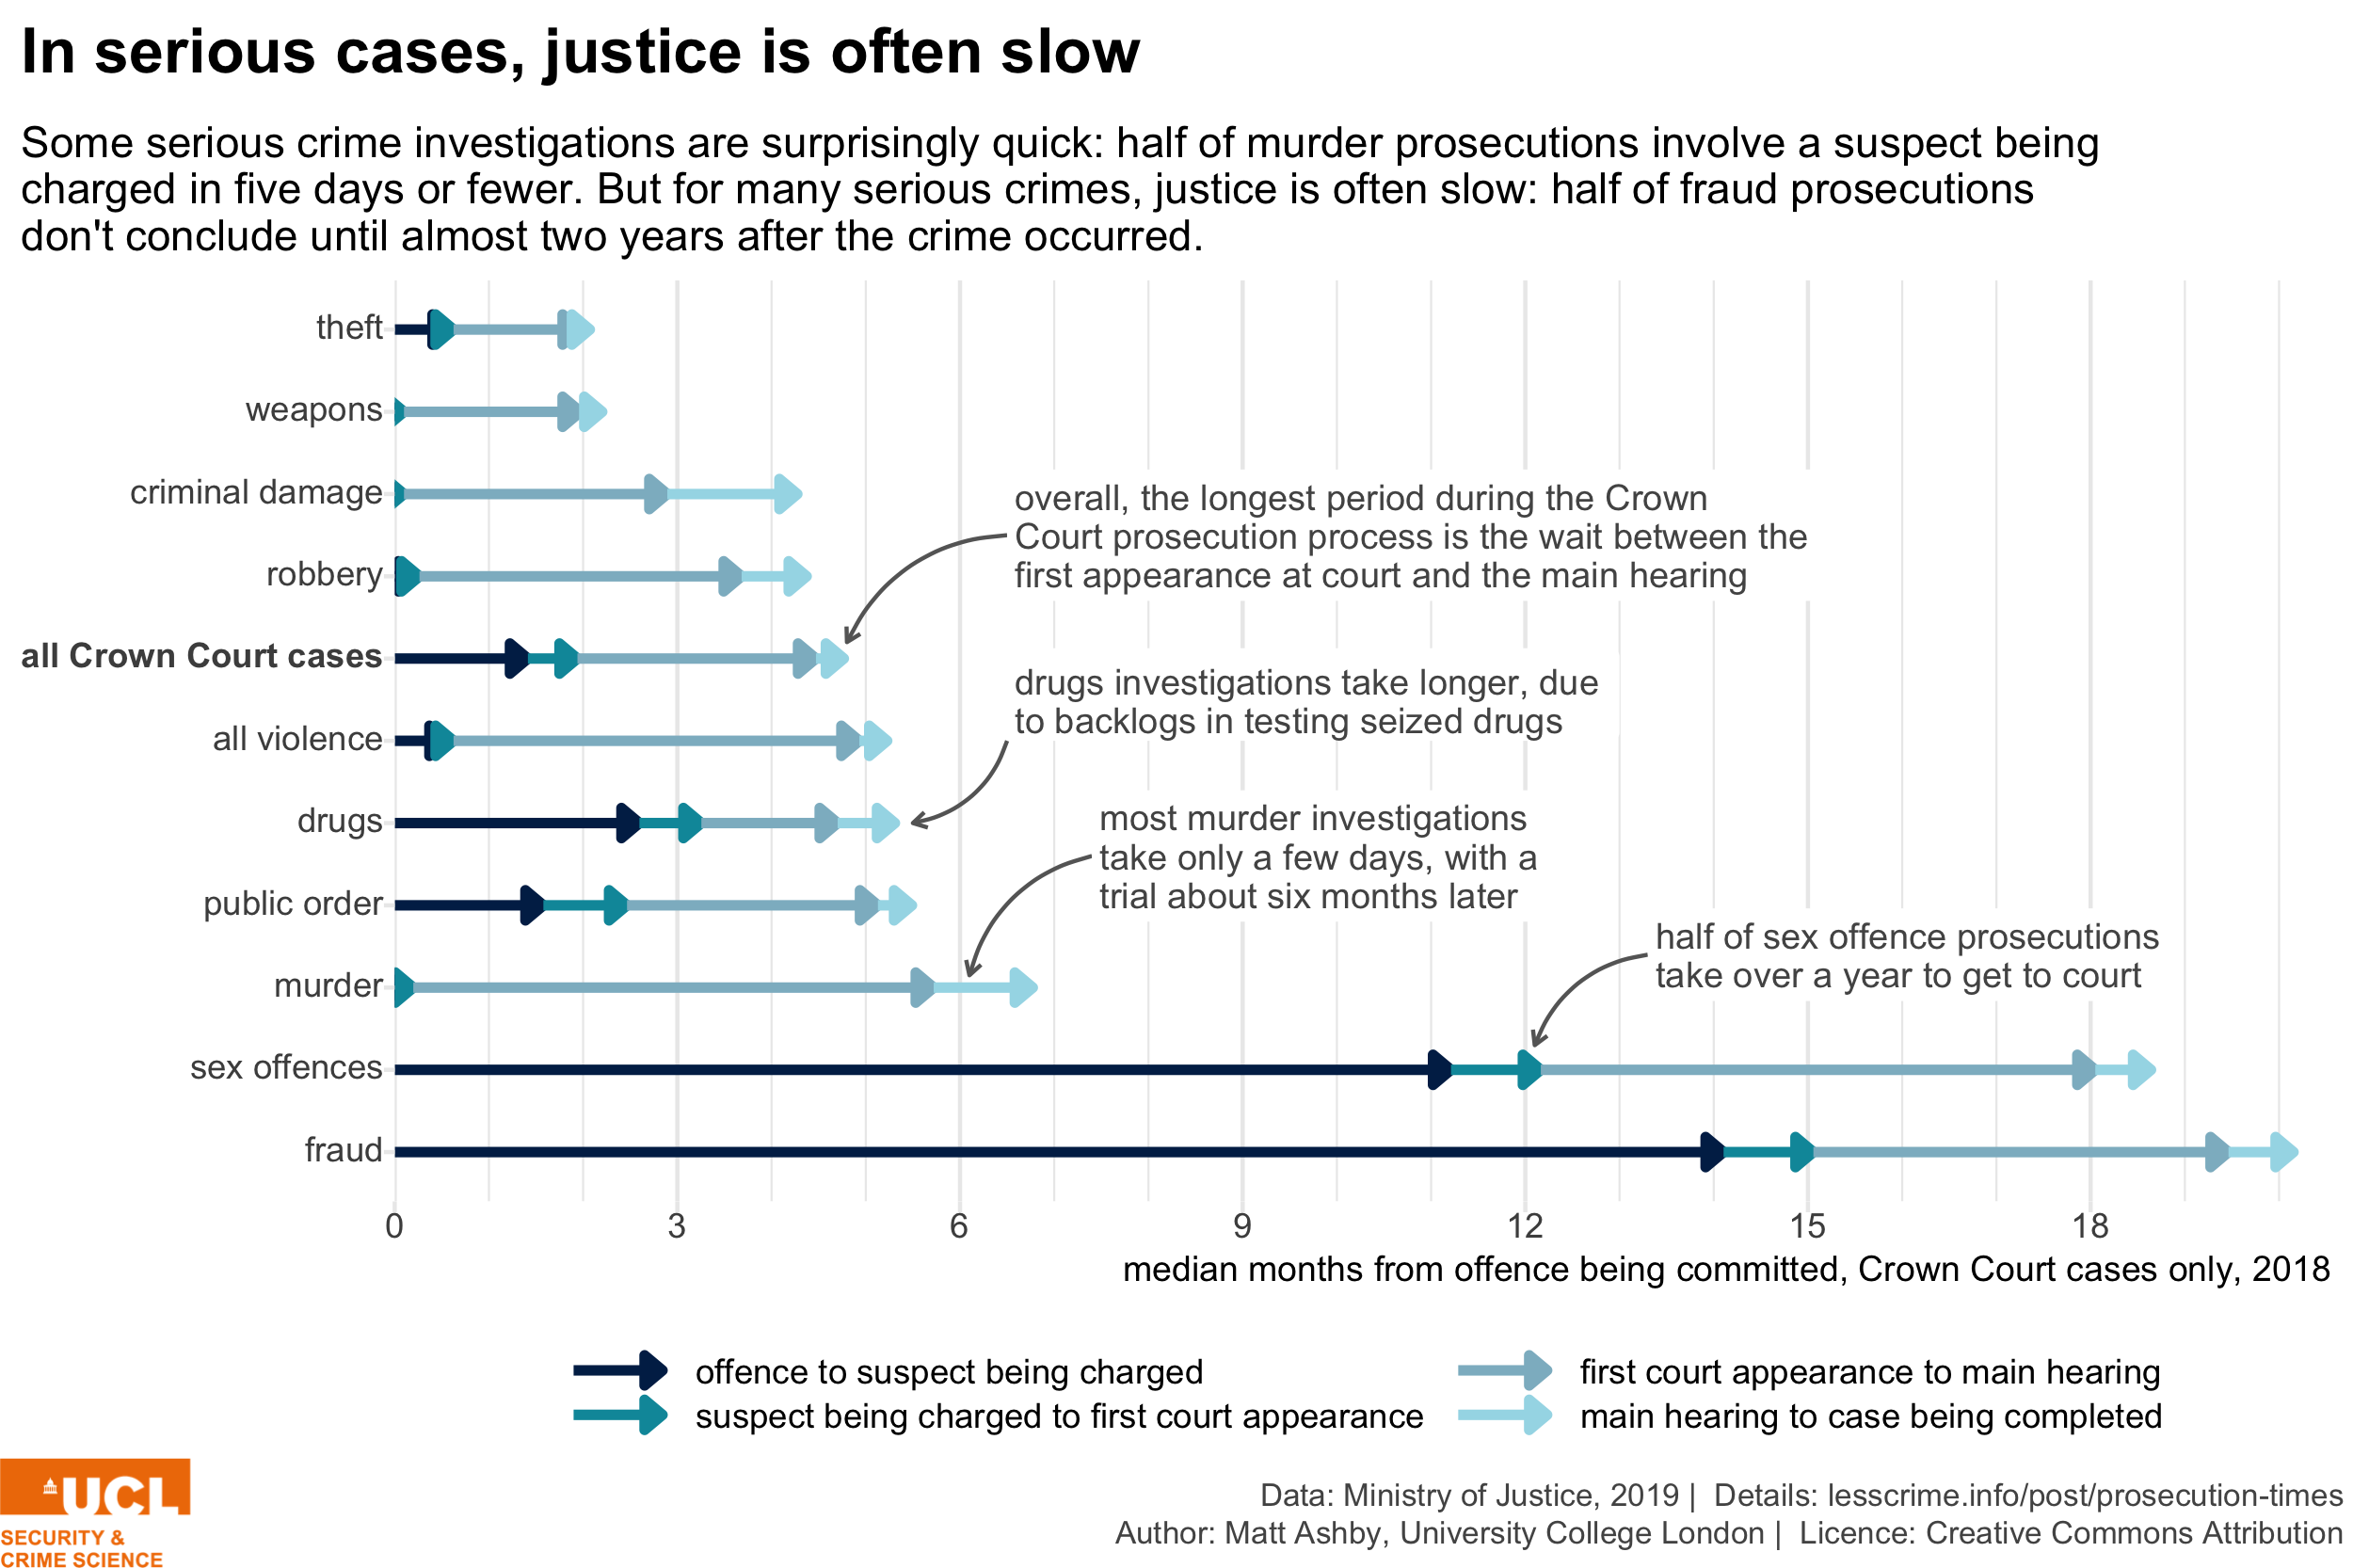 In serious cases, justice is often slow
Some serious crime investigations are surprisingly quick: half of murder prosecutions involve a suspect being
charged in five days or fewer. But for many serious crimes, justice is often slow: half of fraud prosecutions
don't conclude until almost two years after the crime occurred.
theft
weapons
criminal damage
robbery
all Crown Court cases
all violence
drugs
public order
murder
sex offences
fraud
overall, the longest period during the Crown
Court prosecution process is the wait between the
first appearance at court and the main hearing
drugs investigations take longer, due
to backlogs in testing seized drugs
most murder investigations
take only a few days, with a
trial about six months later
half of sex offence prosecutions
take over a year to get to court
0 3 6 9 12 15 18
median months from offence being committed, Crown Court cases only, 2018
offence to suspect being charged
suspect being charged to first court appearance
first court appearance to main hearing
main hearing to case being completed
UCL
SECURITY &
CRIME SCIENCE
Data: Ministry of Justice, 2019 | Details: lesscrime.info/post/prosecution-times
Author: Matt Ashby, University College London | Licence: Creative Commons Attribution